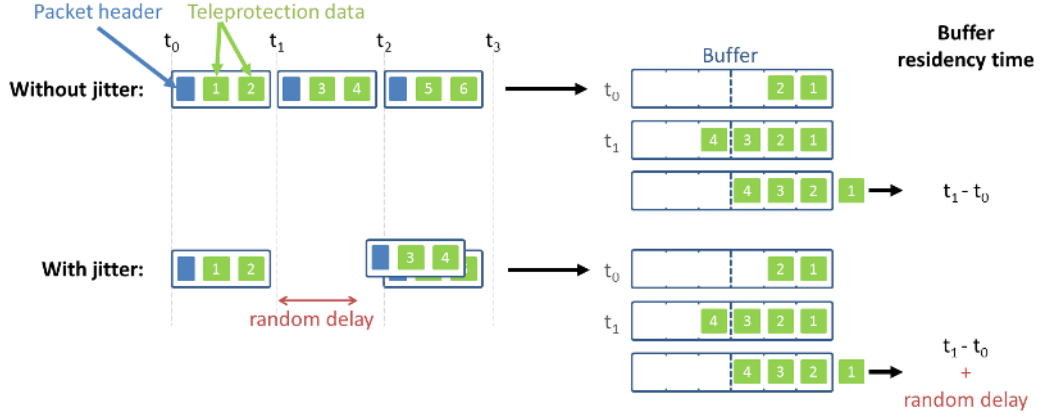 Packet header
Teleprotection data
t0 t1 t2 t3
Without jitter:
1 2 3 4 5 6
Buffer
Buffer
residency time
t0
2 1
t1
4 3 2 1
4 3 2 1
t1 - t0
With jitter:
1 2 3 4
random delay
t0
2 1
t1
4 3 2 1
4 3 2 1
t1 - t0
+
random delay